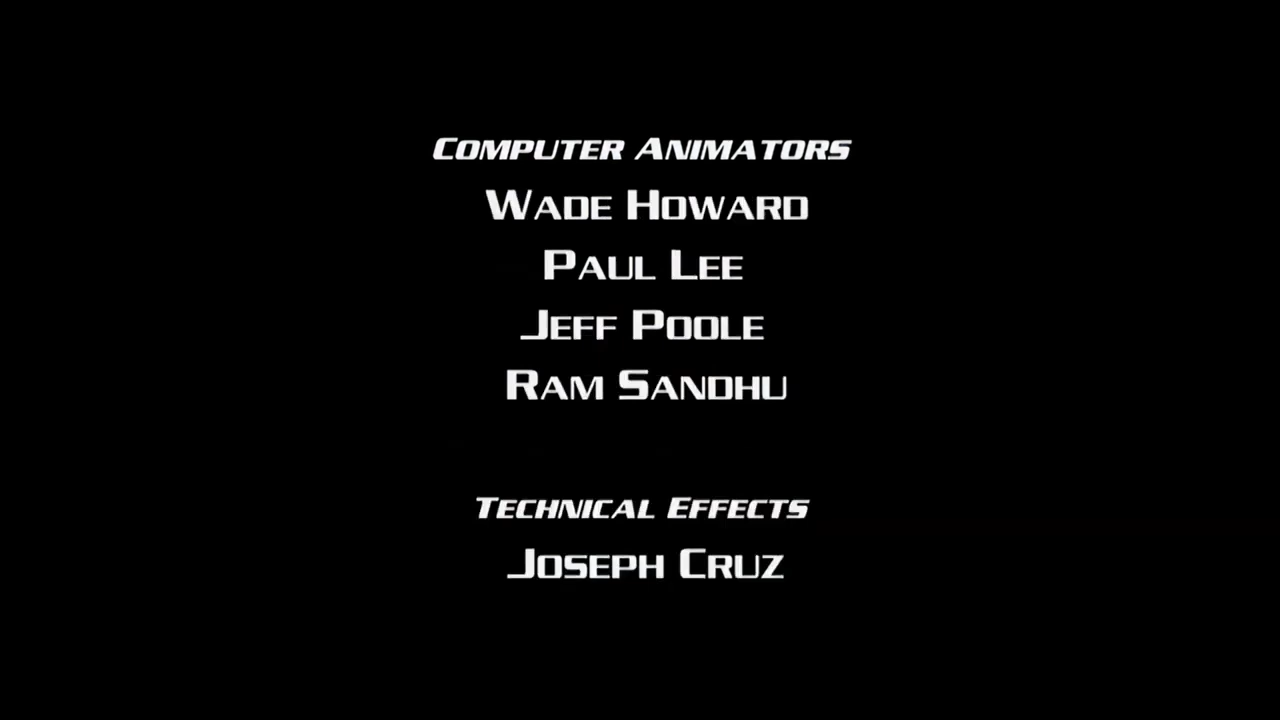 Computer Animators
Wade Howard
Paul Lee
Jeff Poole
Ram Sandhu
Technical Effects
Joseph Cruz